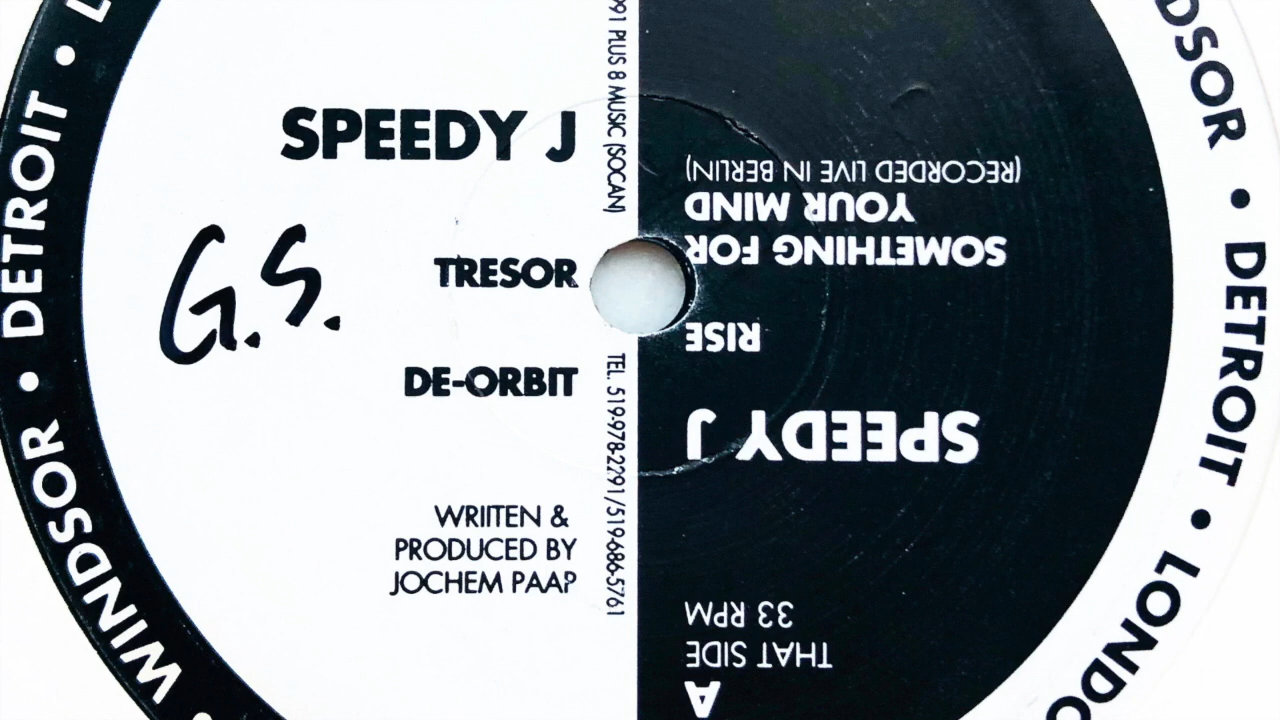 SPEEDY J
G.S.
TRESOR
DE-ORBIT
WRIITEN &
PRODUCED BY
JOCHEM PAAP
91 PLUS 8 MUSIC (SOCAN)
TEL. 519-978-2291/519-686-5761
A
THAT SIDE
33 RPM
SPEEDY J
RISE
SOMETHING FOR
YOUR MIND
(RECORDED LIVE IN BERLIN)
WINDSOR • DETROIT •
DSOR • DETROIT • LONDO